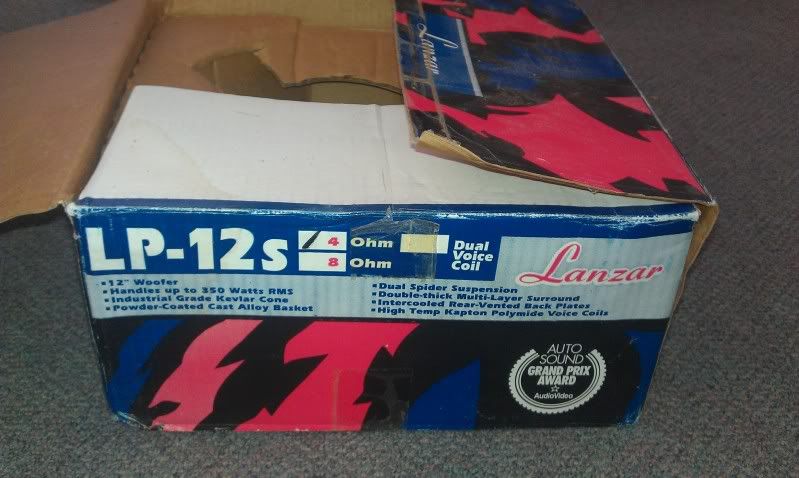 Lanzar
LP-12s
4 Ohm
8 Ohm
Dual
Voice
Coil
Lanzar
• 12" Woofer
• Handles up to 350 Watts RMS
• Industrial Grade Kevlar Cone
• Powder-Coated Cast Alloy Basket
• Dual Spider Suspension
• Double-thick Multi-Layer Surround
• Intercooled Rear-Vented Back Plates
• High Temp Kapton Polymide Voice Coils
AUTO
SOUND
GRAND PRIX
AWARD
AudioVideo